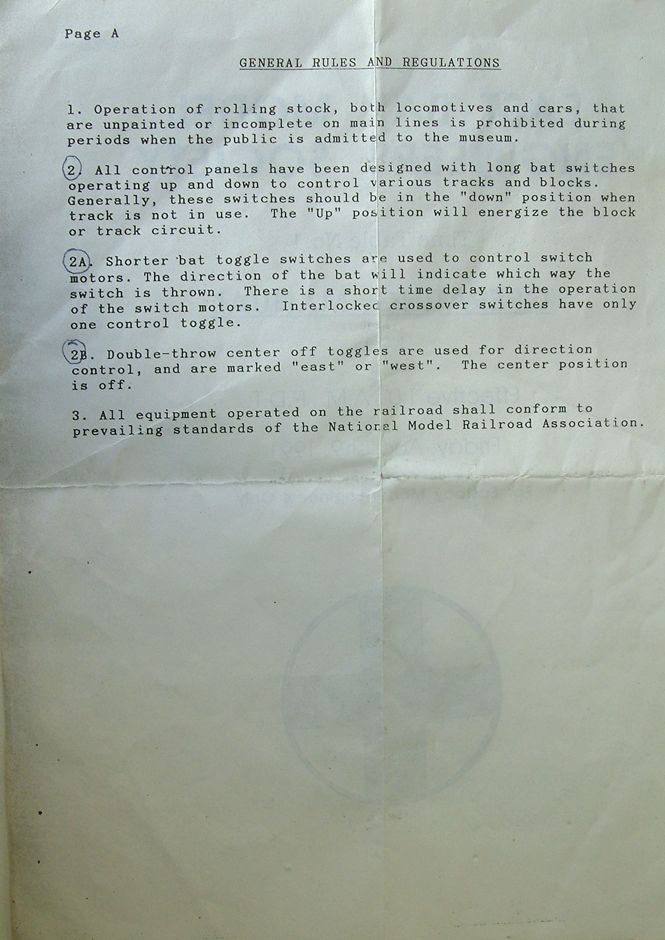 Page A
GENERAL RULES AND REGULATIONS
1. Operation of rolling stock, both locomotives and cars, that
are unpainted or incomplete on main lines is prohibited during
periods when the public is admitted to the museum.
2. All control panels have been designed with long bat switches
operating up and down to control various tracks and blocks.
Generally, these switches should be in the "down" position when
track is not in use. The "Up" position will energize the block
or track circuit.
2A. Shorter bat toggle switches are used to control switch
motors. The direction of the bat will indicate which way the
switch is thrown. There is a short time delay in the operation
of the switch motors. Interlocked crossover switches have only
one control toggle.
2B. Double-throw center off toggles are used for direction
control, and are marked "east" or "west". The center position
is off.
3. All equipment operated on the railroad shall conform to
prevailing standards of the National Model Railroad Association.